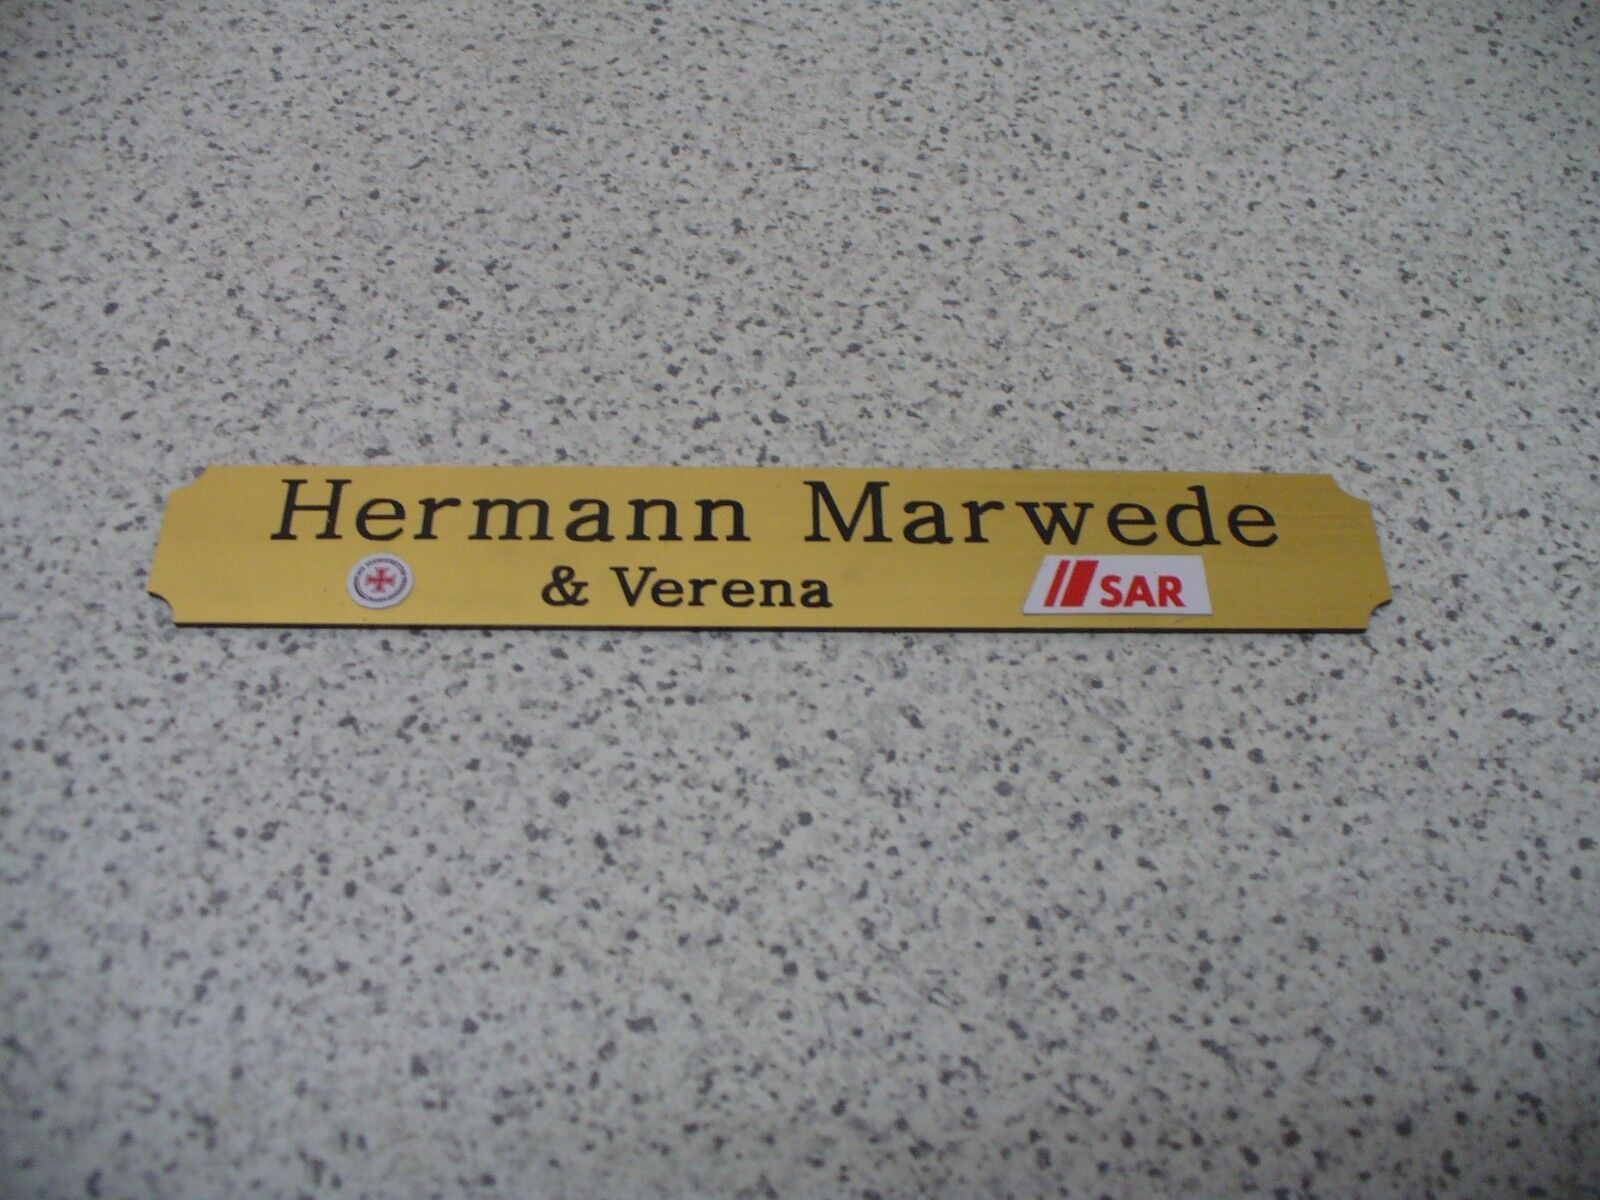 Hermann Marwede
& Verena
SAR